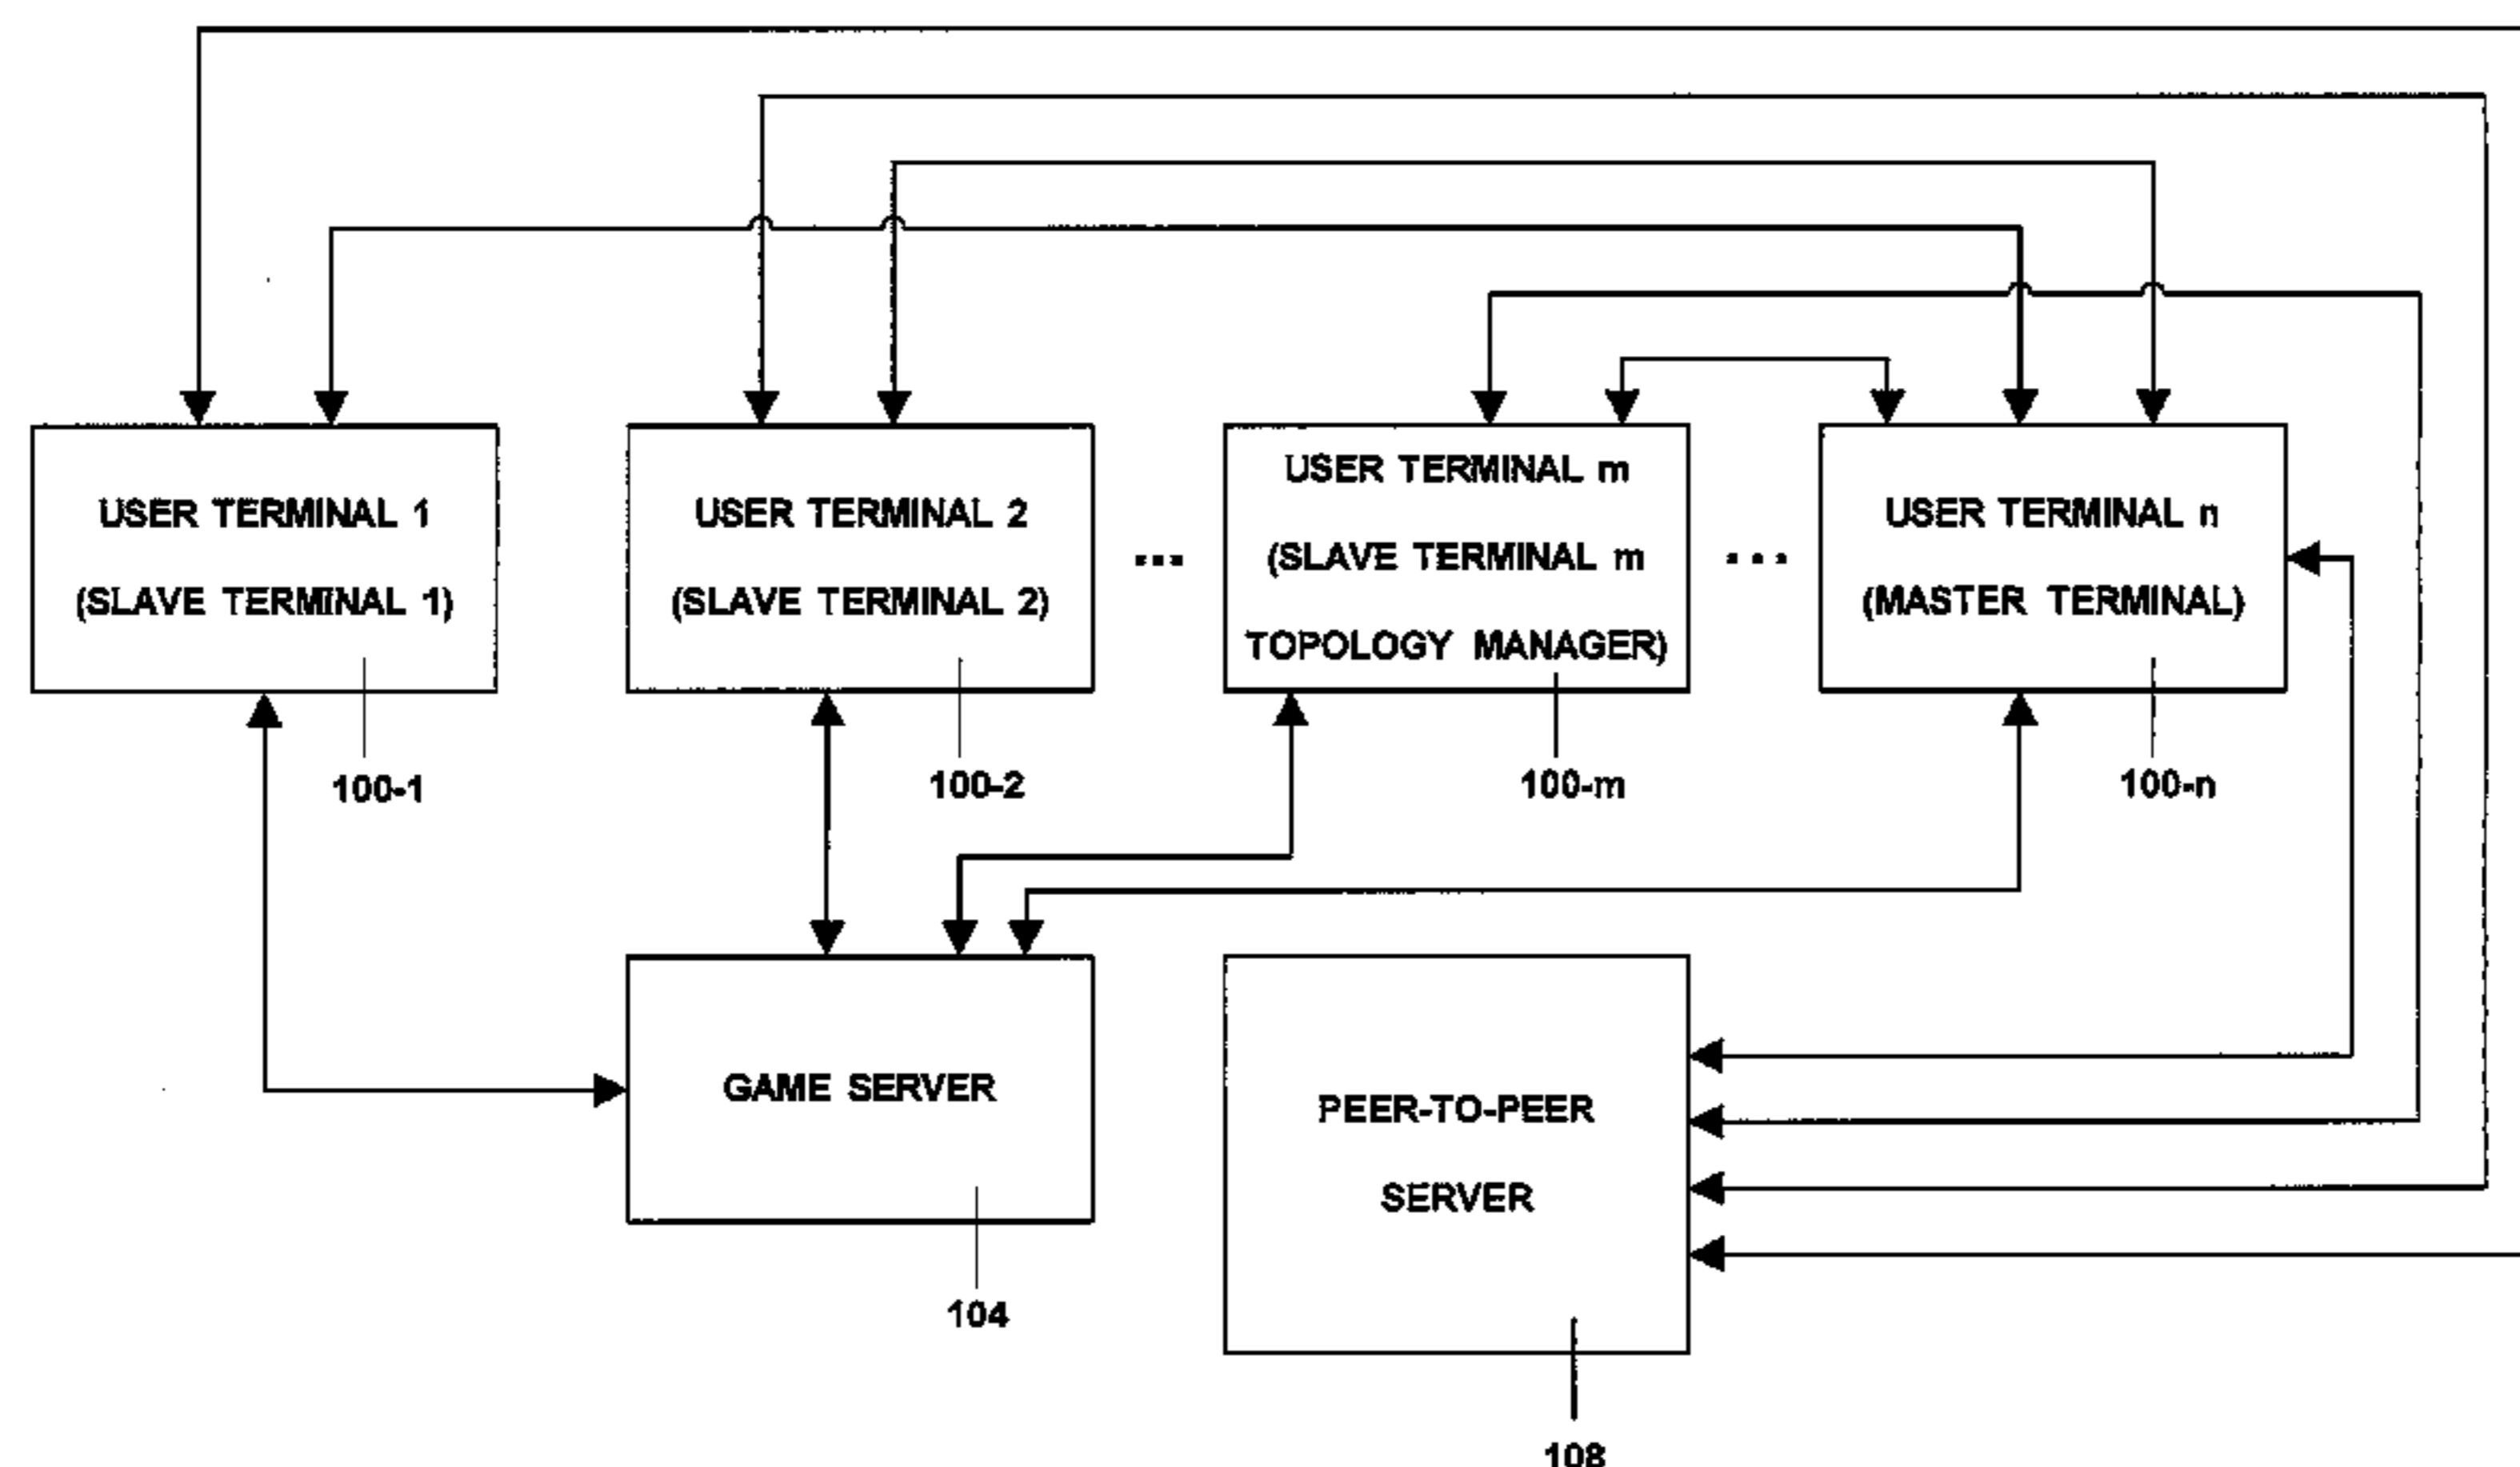 USER TERMINAL 1
(SLAVE TERMINAL 1)
100-1
USER TERMINAL 2
(SLAVE TERMINAL 2)
100-2
...
USER TERMINAL m
(SLAVE TERMINAL m
TOPOLOGY MANAGER)
100-m
...
USER TERMINAL n
(MASTER TERMINAL)
100-n
GAME SERVER
104
PEER-TO-PEER
SERVER
108